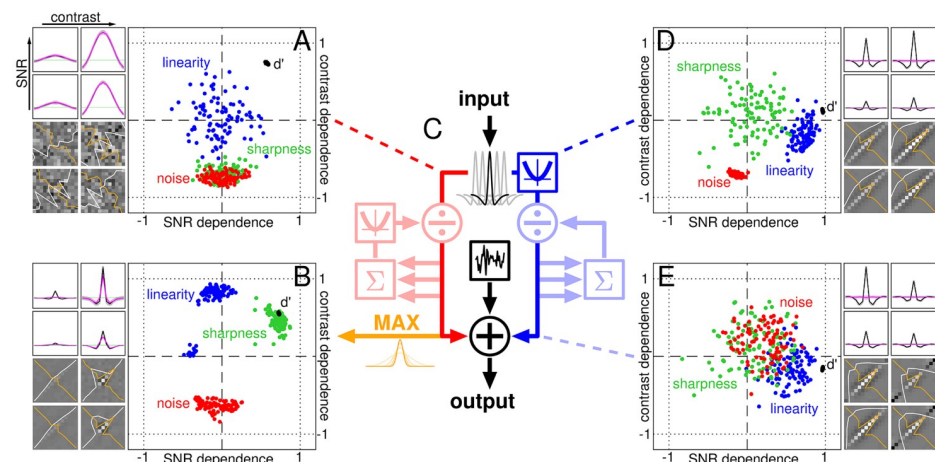 contrast
SNR
A
linearity
d'
sharpness
noise
1
contrast dependence
-1
-1
SNR dependence
1
B
linearity
d'
sharpness
noise
1
contrast dependence
-1
-1
SNR dependence
1
C
input
÷
÷
Σ
Σ
MAX
+
output
D
sharpness
d'
linearity
noise
1
contrast dependence
-1
-1
SNR dependence
1
E
noise
d'
sharpness
linearity
1
contrast dependence
-1
-1
SNR dependence
1